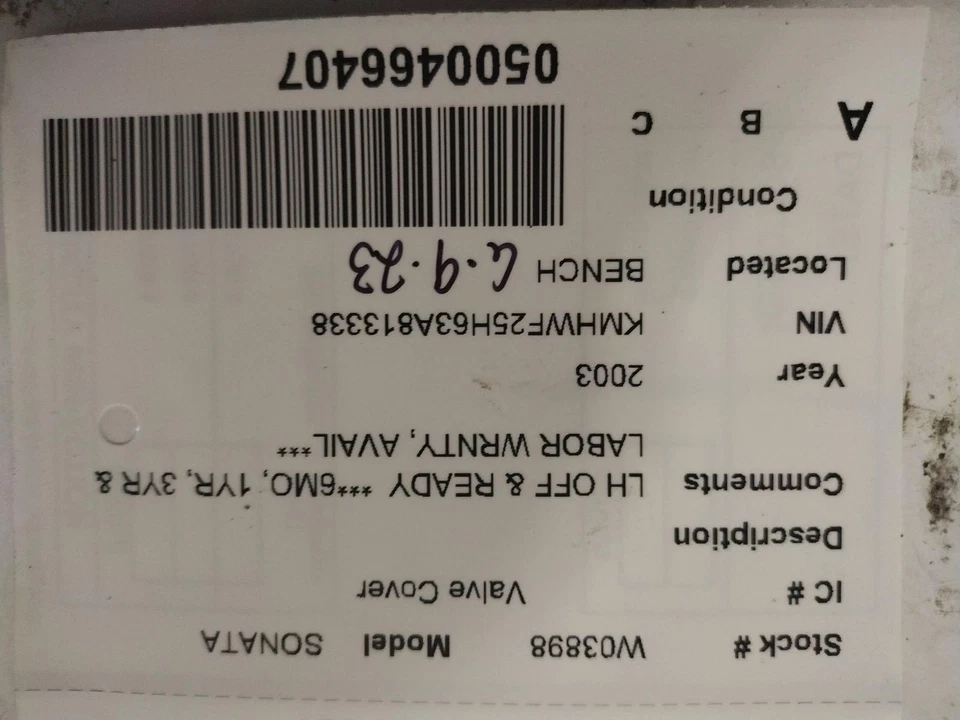 Stock # W03898 Model SONATA
IC # Valve Cover
Description
Comments LH OFF & READY ***6MO, 1YR, 3YR &
LABOR WRNTY, AVAIL***
Year 2003
VIN KMHWF25H63A813338
Located BENCH 6.9.23
Condition
A B C
0500466407